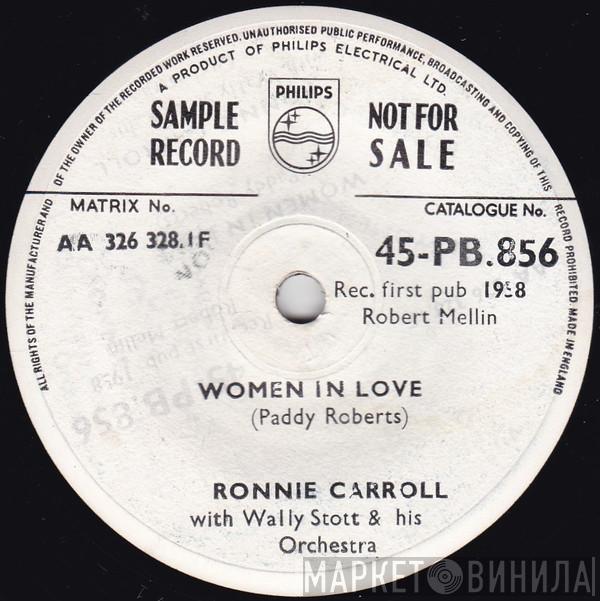 ALL RIGHTS OF THE MANUFACTURER AND OF THE OWNER OF THE RECORDED WORK RESERVED. UNAUTHORISED PUBLIC PERFORMANCE, BROADCASTING AND COPYING OF THIS RECORD PROHIBITED. MADE IN ENGLAND
A PRODUCT OF PHILIPS ELECTRICAL LTD.
SAMPLE RECORD
PHILIPS
NOT FOR SALE
MATRIX No.
CATALOGUE No.
AA 326 328.1F
45-PB.856
Rec. first pub 1958
Robert Mellin
WOMEN IN LOVE
(Paddy Roberts)
RONNIE CARROLL
with Wally Stott & his
Orchestra
МАРКЕТ ВИНИЛА